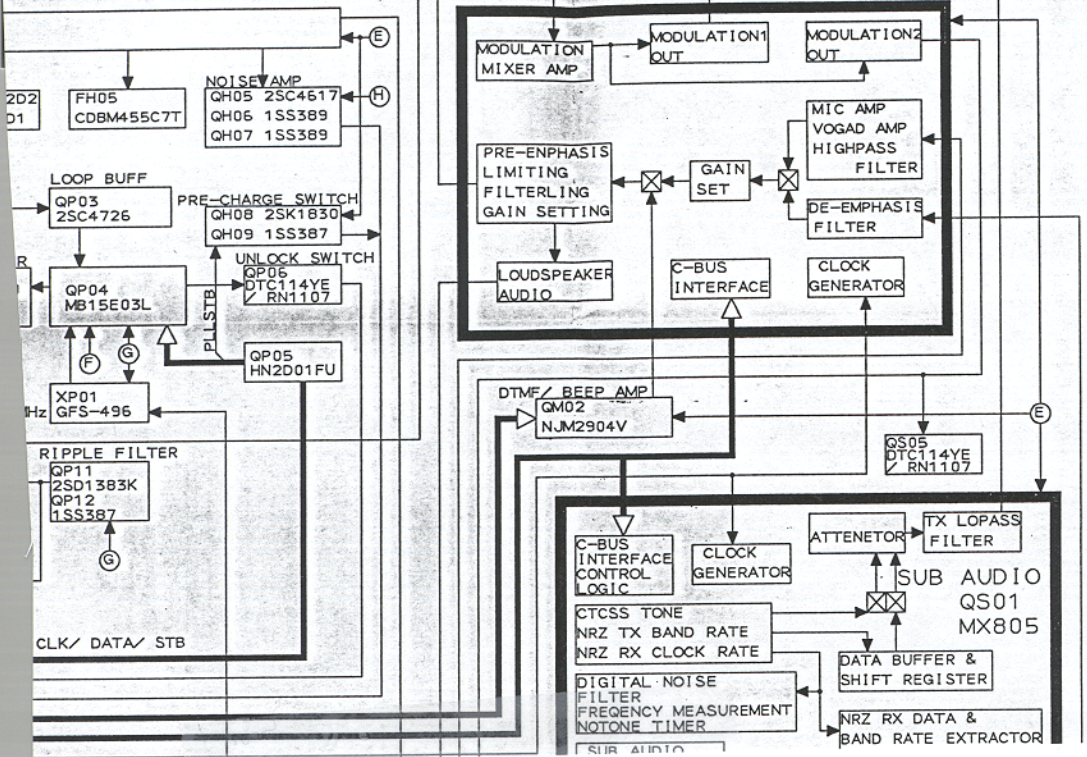 E
NOISE AMP
QH05 2SC4617
QH06 1SS389
QH07 1SS389
H
FH05
CDBM455C7T
2D2
D1
LOOP BUFF
QP03
2SC4726
PRE-CHARGE SWITCH
QH08 2SK1830
QH09 1SS387
UNLOCK SWITCH
QP06
DTC114YE
/ RN1107
R
QP04
MB15E03L
PLLSTB
F
G
QP05
HN2D01FU
XP01
GFS-496
Hz
RIPPLE FILTER
QP11
2SD1383K
QP12
1SS387
G
CLK/ DATA/ STB
MODULATION
MIXER AMP
MODULATION1
OUT
MODULATION2
OUT
MIC AMP
VOGAD AMP
HIGHPASS
FILTER
PRE-ENPHASIS
LIMITING
FILTERLING
GAIN SETTING
GAIN
SET
DE-EMPHASIS
FILTER
LOUDSPEAKER
AUDIO
C-BUS
INTERFACE
CLOCK
GENERATOR
DTMF/ BEEP AMP
QM02
NJM2904V
E
QS05
DTC114YE
/ RN1107
C-BUS
INTERFACE
CONTROL
LOGIC
CLOCK
GENERATOR
ATTENETOR
TX LOPASS
FILTER
SUB AUDIO
QS01
MX805
CTCSS TONE
NRZ TX BAND RATE
NRZ RX CLOCK RATE
DATA BUFFER &
SHIFT REGISTER
DIGITAL NOISE
FILTER
FREQENCY MEASUREMENT
NOTONE TIMER
NRZ RX DATA &
BAND RATE EXTRACTOR
SUB AUDIO